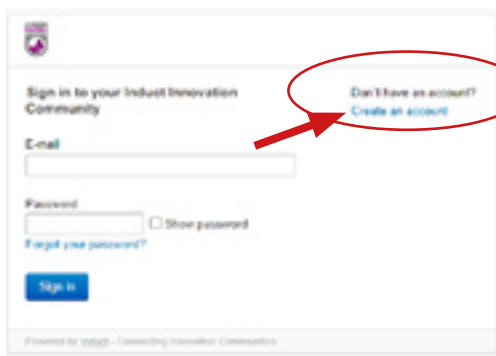 Sign in to your Induct Innovation
Community
Don't have an account?
Create an account
E-mail
Password
Show password
Forgot your password?
Sign in
Powered by Induct - Connecting Innovation Communities